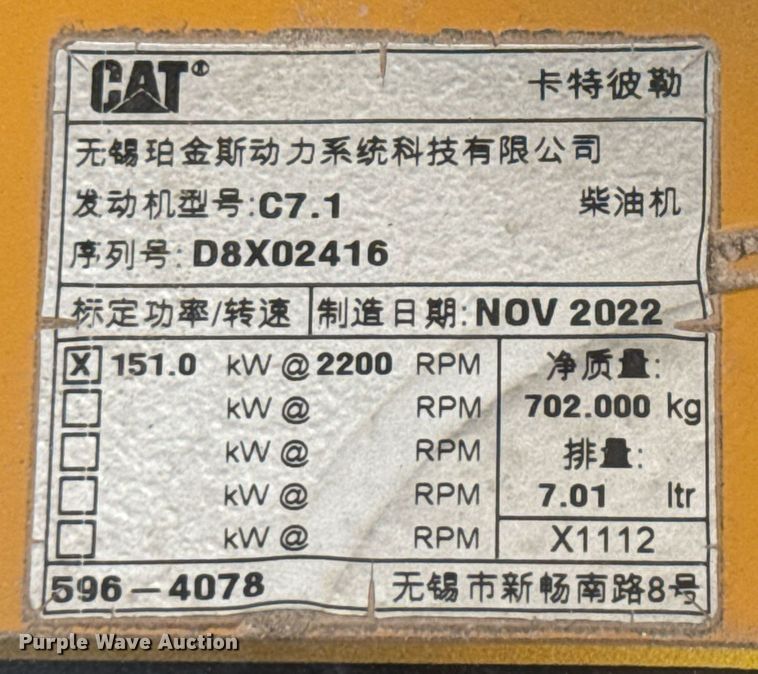 CAT® 卡特彼勒
无锡珀金斯动力系统科技有限公司
发动机型号:C7.1 柴油机
序列号: D8X02416
标定功率/转速 制造日期: NOV 2022
X 151.0 kW @ 2200 RPM 净质量:
kW @ RPM 702.000 kg
kW @ RPM 排量:
kW @ RPM 7.01 ltr
kW @ RPM X1112
596-4078 无锡市新畅南路8号
Purple Wave Auction